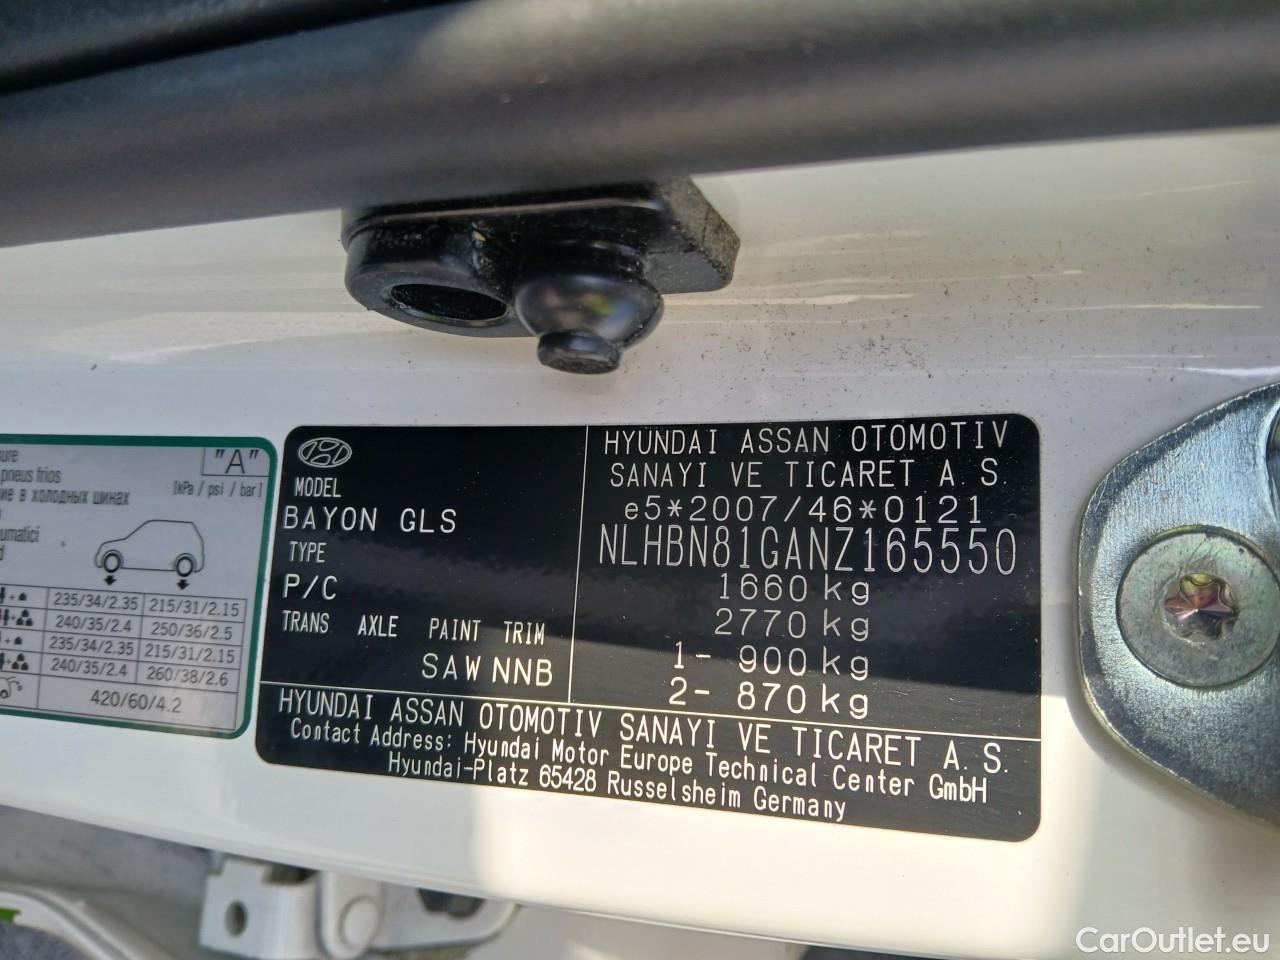 "A"
pneus frios
[kPa / psi / bar]
в холодных шинах
235/34/2.35 215/31/2.15
240/35/2.4 250/36/2.5
235/34/2.35 215/31/2.15
240/35/2.4 260/38/2.6
420/60/4.2
MODEL
BAYON GLS
TYPE
P/C
TRANS AXLE PAINT TRIM
SAW NNB
HYUNDAI ASSAN OTOMOTIV
SANAYI VE TICARET A. S.
e5*2007/46*0121
NLHBN81GANZ165550
1660 kg
2770 kg
1- 900 kg
2- 870 kg
HYUNDAI ASSAN OTOMOTIV SANAYI VE TICARET A. S.
Contact Address: Hyundai Motor Europe Technical Center GmbH
Hyundai-Platz 65428 Russelsheim Germany
CarOutlet.eu